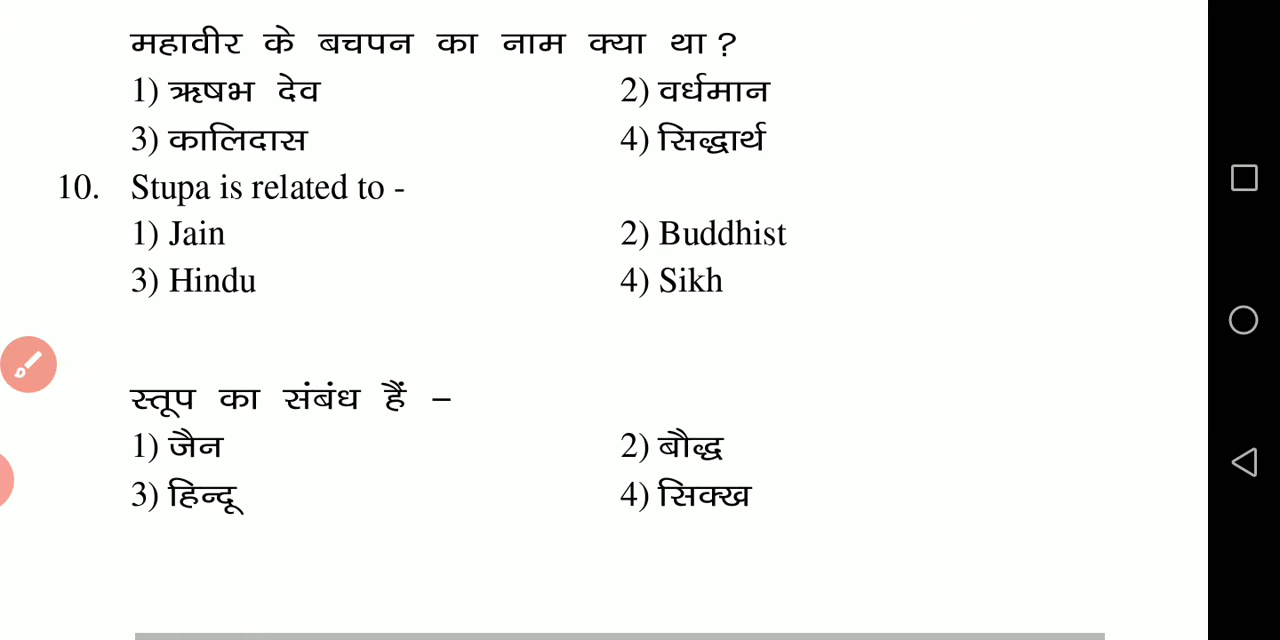 महावीर के बचपन का नाम क्या था ?
1) ऋषभ देव 2) वर्धमान
3) कालिदास 4) सिद्धार्थ
10. Stupa is related to -
1) Jain 2) Buddhist
3) Hindu 4) Sikh
स्तूप का संबंध हैं –
1) जैन 2) बौद्ध
3) हिन्दू 4) सिक्ख